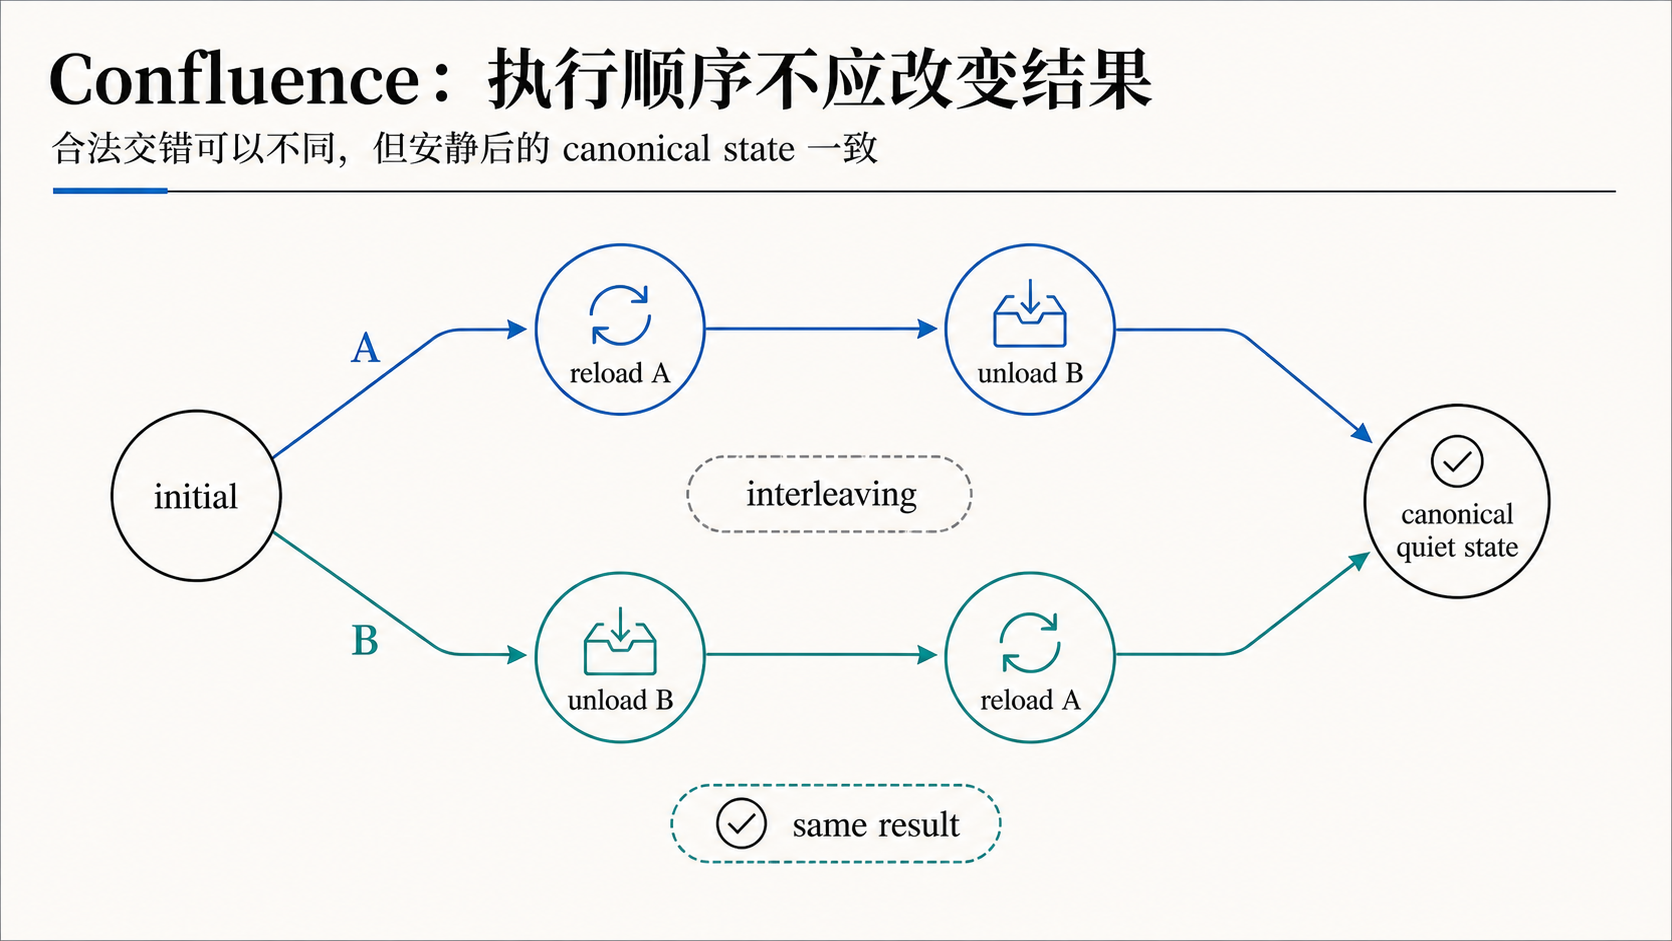 Confluence：执行顺序不应改变结果
合法交错可以不同，但安静后的 canonical state 一致
A
reload A
unload B
initial
interleaving
canonical
quiet state
B
unload B
reload A
same result